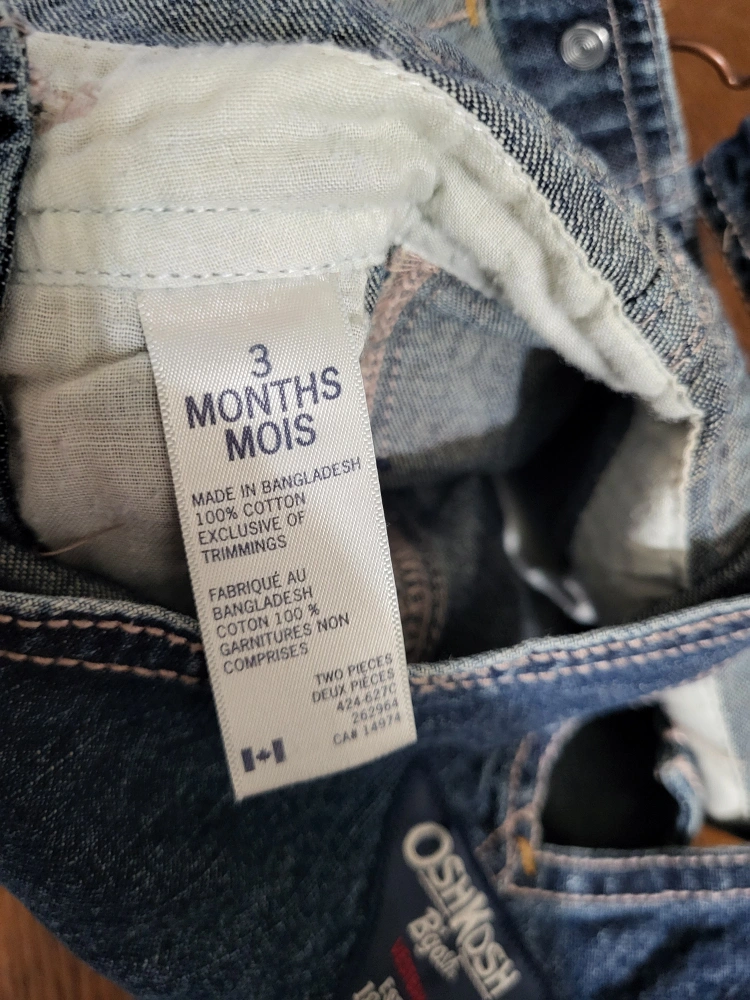 3
MONTHS
MOIS
MADE IN BANGLADESH
100% COTTON
EXCLUSIVE OF
TRIMMINGS
FABRIQUÉ AU
BANGLADESH
COTON 100 %
GARNITURES NON
COMPRISES
TWO PIECES
DEUX PIÈCES
424-627C
262964
CA# 14974
OSHKOSH
B'gosh